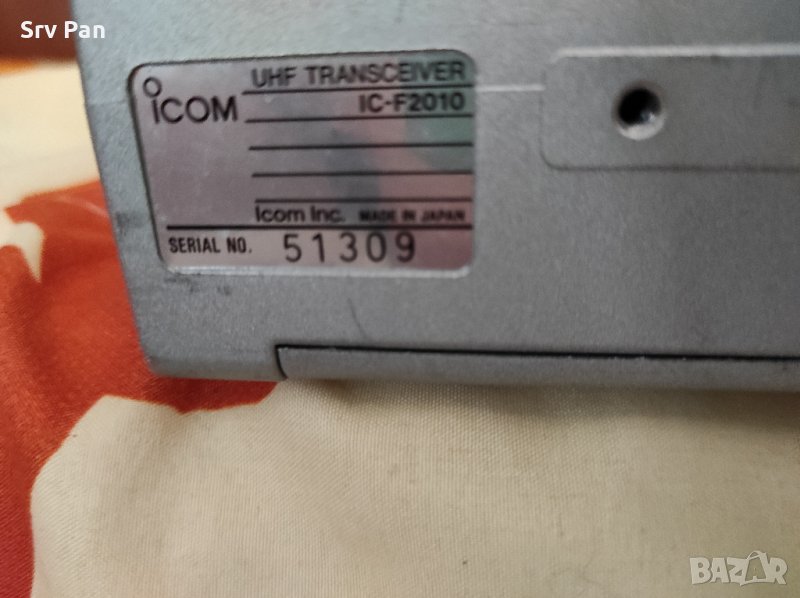 Srv Pan
UHF TRANSCEIVER
ICOM IC-F2010
Icom Inc. MADE IN JAPAN
SERIAL NO. 51309
BAZAR